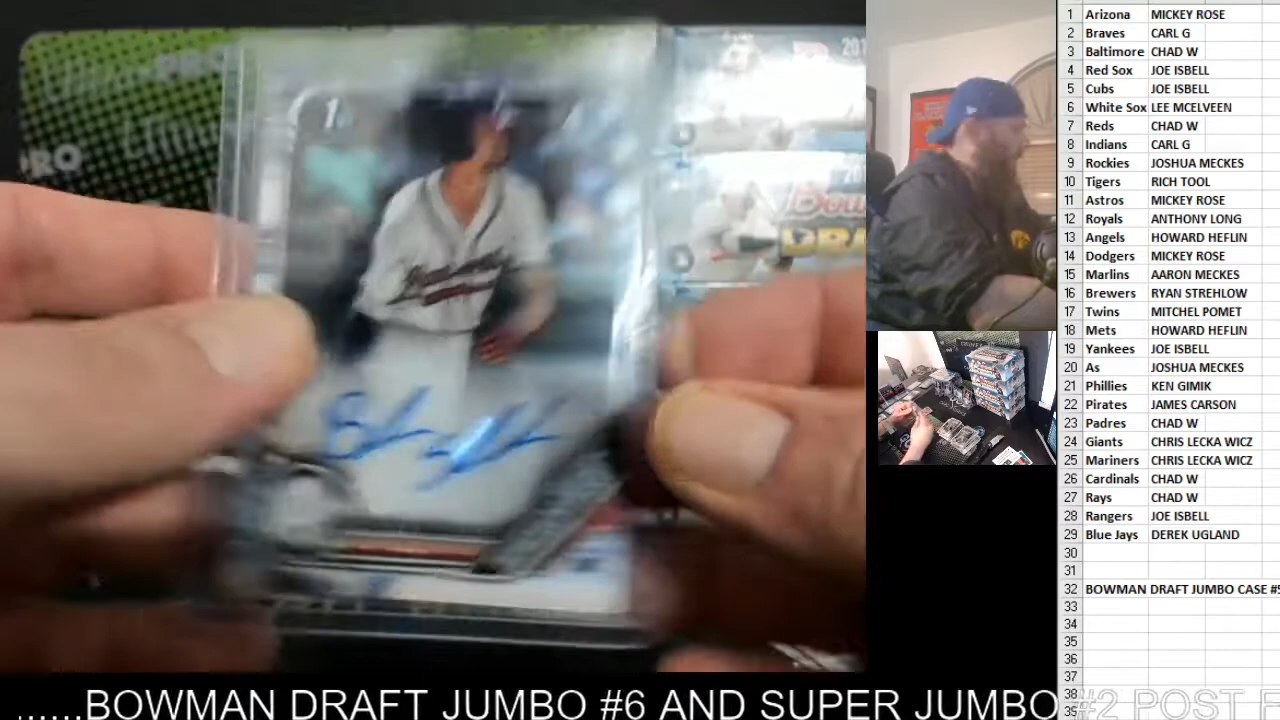 1 Arizona MICKEY ROSE
2 Braves CARL G
3 Baltimore CHAD W
4 Red Sox JOE ISBELL
5 Cubs JOE ISBELL
6 White Sox LEE MCELVEEN
7 Reds CHAD W
8 Indians CARL G
9 Rockies JOSHUA MECKES
10 Tigers RICH TOOL
11 Astros MICKEY ROSE
12 Royals ANTHONY LONG
13 Angels HOWARD HEFLIN
14 Dodgers MICKEY ROSE
15 Marlins AARON MECKES
16 Brewers RYAN STREHLOW
17 Twins MITCHEL POMET
18 Mets HOWARD HEFLIN
19 Yankees JOE ISBELL
20 As JOSHUA MECKES
21 Phillies KEN GIMIK
22 Pirates JAMES CARSON
23 Padres CHAD W
24 Giants CHRIS LECKA WICZ
25 Mariners CHRIS LECKA WICZ
26 Cardinals CHAD W
27 Rays CHAD W
28 Rangers JOE ISBELL
29 Blue Jays DEREK UGLAND
30
31
32 BOWMAN DRAFT JUMBO CASE #5
33
34
35
36
37
38
35
RO
201
Bow
DRA
......BOWMAN DRAFT JUMBO #6 AND SUPER JUMBO #2 POST